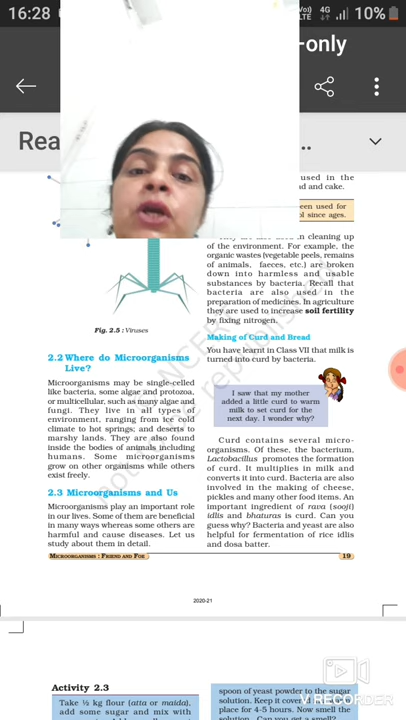 16:28
Voi)
LTE
4G
10%
-only
Rea
..
used in the
d and cake.
een used for
ol since ages.
in cleaning up
of the environment. For example, the
organic wastes (vegetable peels, remains
of animals, faeces, etc.) are broken
down into harmless and usable
substances by bacteria. Recall that
bacteria are also used in the
preparation of medicines. In agriculture
they are used to increase soil fertility
by fixing nitrogen.
Fig. 2.5 : Viruses
Making of Curd and Bread
You have learnt in Class VII that milk is
turned into curd by bacteria.
I saw that my mother
added a little curd to warm
milk to set curd for the
next day. I wonder why?
2.2 Where do Microorganisms
Live?
Microorganisms may be single-celled
like bacteria, some algae and protozoa,
or multicellular, such as many algae and
fungi. They live in all types of
environment, ranging from ice cold
climate to hot springs; and deserts to
marshy lands. They are also found
inside the bodies of animals including
humans. Some microorganisms
grow on other organisms while others
exist freely.
2.3 Microorganisms and Us
Microorganisms play an important role
in our lives. Some of them are beneficial
in many ways whereas some others are
harmful and cause diseases. Let us
study about them in detail.
Curd contains several micro-
organisms. Of these, the bacterium,
Lactobacillus promotes the formation
of curd. It multiplies in milk and
converts it into curd. Bacteria are also
involved in the making of cheese,
pickles and many other food items. An
important ingredient of rava (sooji)
idlis and bhaturas is curd. Can you
guess why? Bacteria and yeast are also
helpful for fermentation of rice idlis
and dosa batter.
MICROORGANISMS : FRIEND AND FOE
19
2020-21
Activity 2.3
Take ½ kg flour (atta or maida),
add some sugar and mix with
spoon of yeast powder to the sugar
solution. Keep it covered in a
place for 4-5 hours. Now smell the
solution. Can you get a smell?
V RECORDER